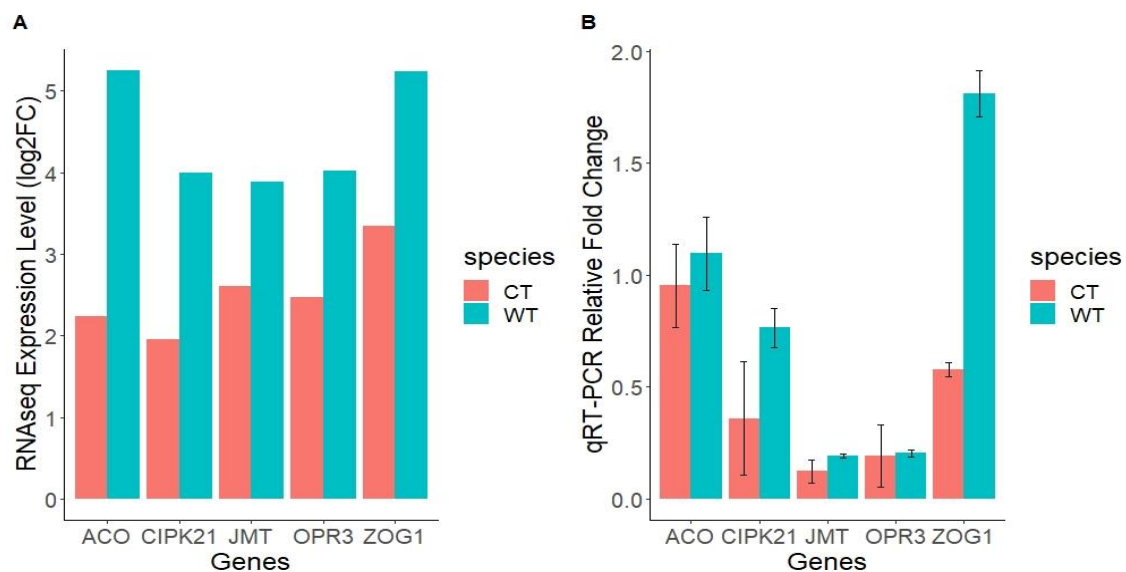 A
RNAseq Expression Level (log2FC)
5
4
3
2
1
0
ACO CIPK21 JMT OPR3 ZOG1
Genes
species
CT
WT
B
qRT-PCR Relative Fold Change
2.0
1.5
1.0
0.5
0.0
ACO CIPK21 JMT OPR3 ZOG1
Genes
species
CT
WT